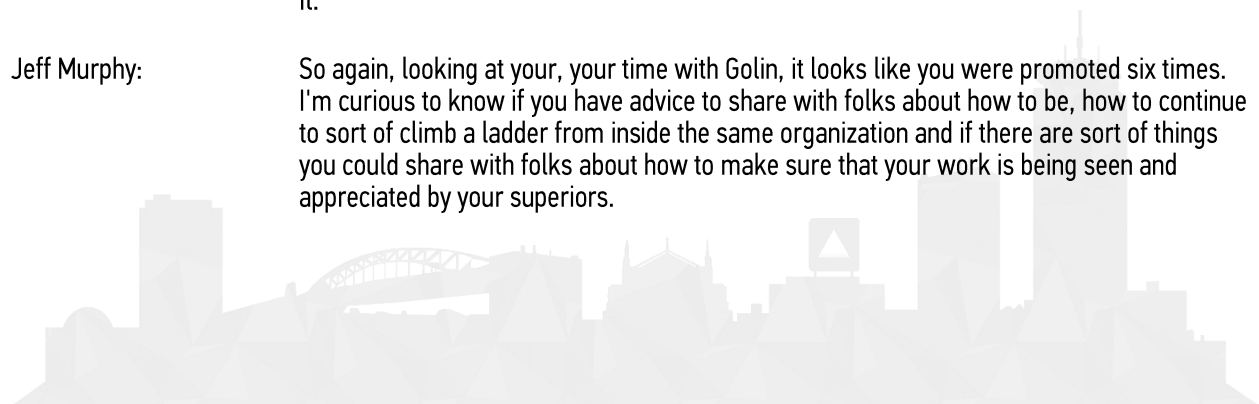 it.
Jeff Murphy: So again, looking at your, your time with Golin, it looks like you were promoted six times.
I'm curious to know if you have advice to share with folks about how to be, how to continue
to sort of climb a ladder from inside the same organization and if there are sort of things
you could share with folks about how to make sure that your work is being seen and
appreciated by your superiors.